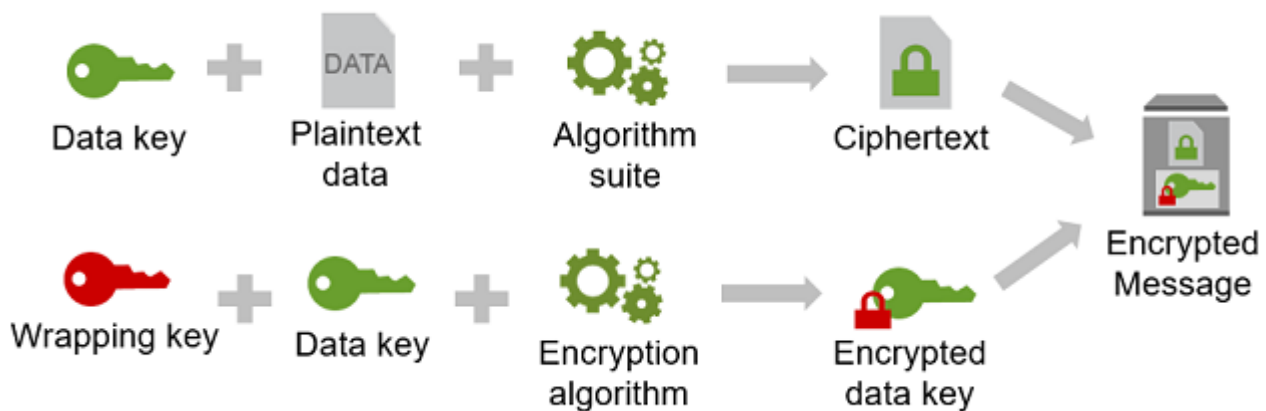 DATA
Data key
Plaintext
data
Algorithm
suite
Ciphertext
Encrypted
Message
Wrapping key
Data key
Encryption
algorithm
Encrypted
data key